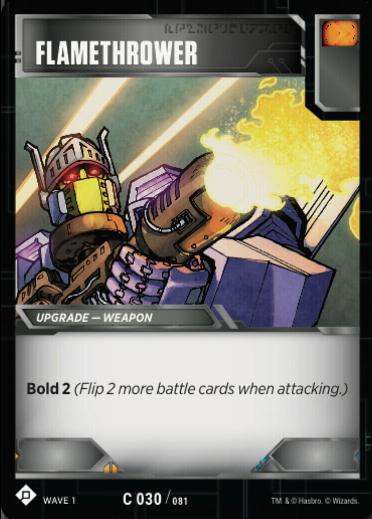 FLAMETHROWER
UPGRADE — WEAPON
Bold 2 (Flip 2 more battle cards when attacking.)
WAVE 1 C 030 / 081 TM & © Hasbro. © Wizards.